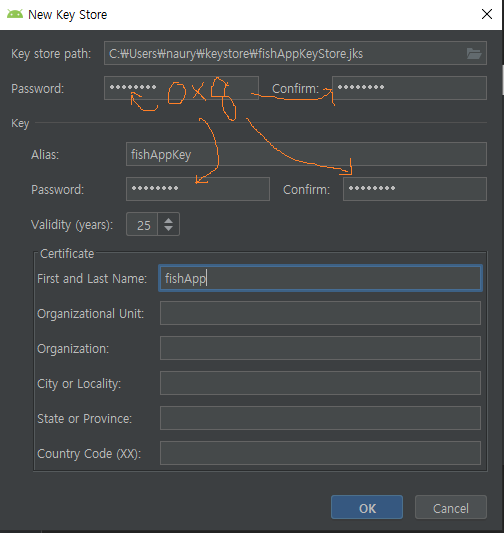 New Key Store
Key store path: C:₩Users₩naury₩keystore₩fishAppKeyStore.jks
Password: •••••••• Confirm: ••••••••
Key
Alias: fishAppKey
Password: •••••••• Confirm: ••••••••
Validity (years): 25
Certificate
First and Last Name: fishApp
Organizational Unit:
Organization:
City or Locality:
State or Province:
Country Code (XX):
OK Cancel